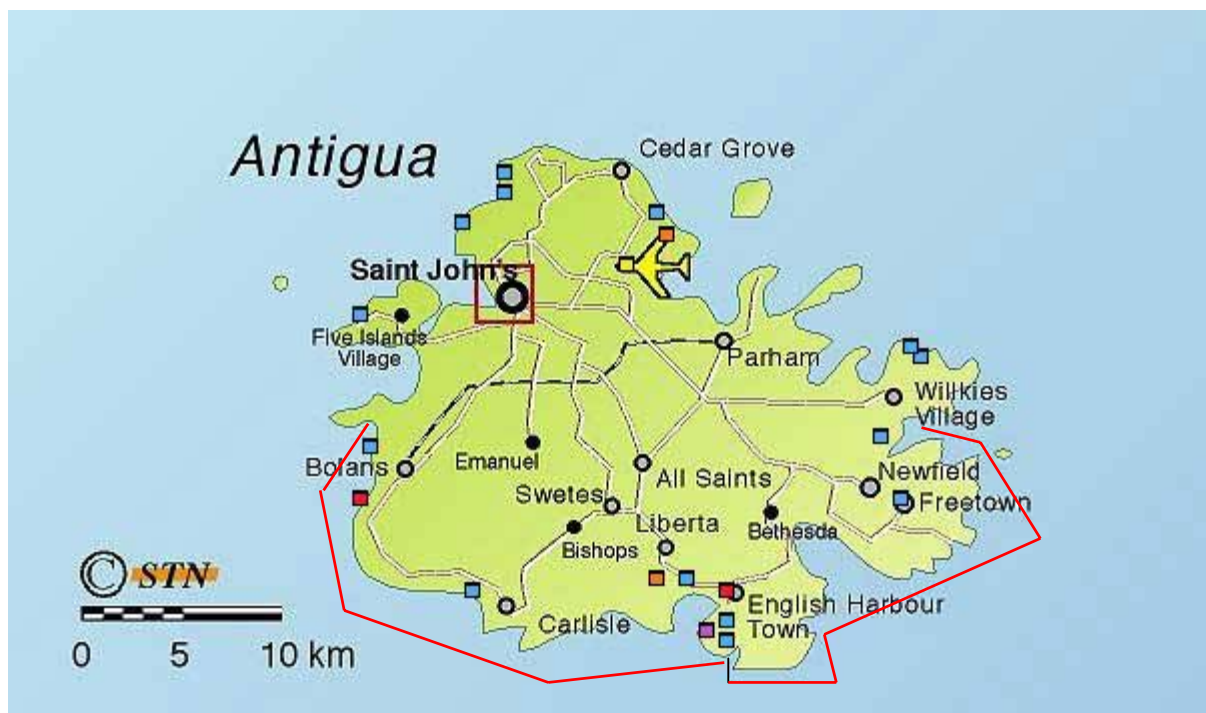 Antigua
Cedar Grove
Saint John's
Five Islands
Village
Parham
Willkies
Village
Bolans
Emanuel
Swetes
All Saints
Newfield
Freetown
Liberta
Bishops
Bethesda
© STN
English Harbour
Town
Carlisle
0 5 10 km